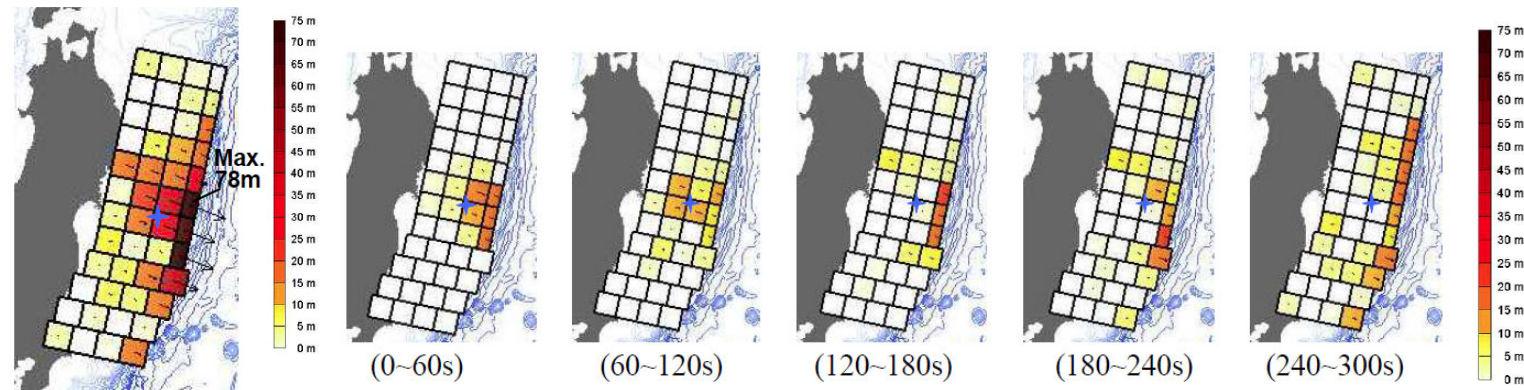 75 m
70 m
65 m
60 m
55 m
50 m
45 m
40 m
35 m
30 m
25 m
20 m
15 m
10 m
5 m
0 m
Max.
78m
(0~60s)
(60~120s)
(120~180s)
(180~240s)
(240~300s)
75 m
70 m
65 m
60 m
55 m
50 m
45 m
40 m
35 m
30 m
25 m
20 m
15 m
10 m
5 m
0 m